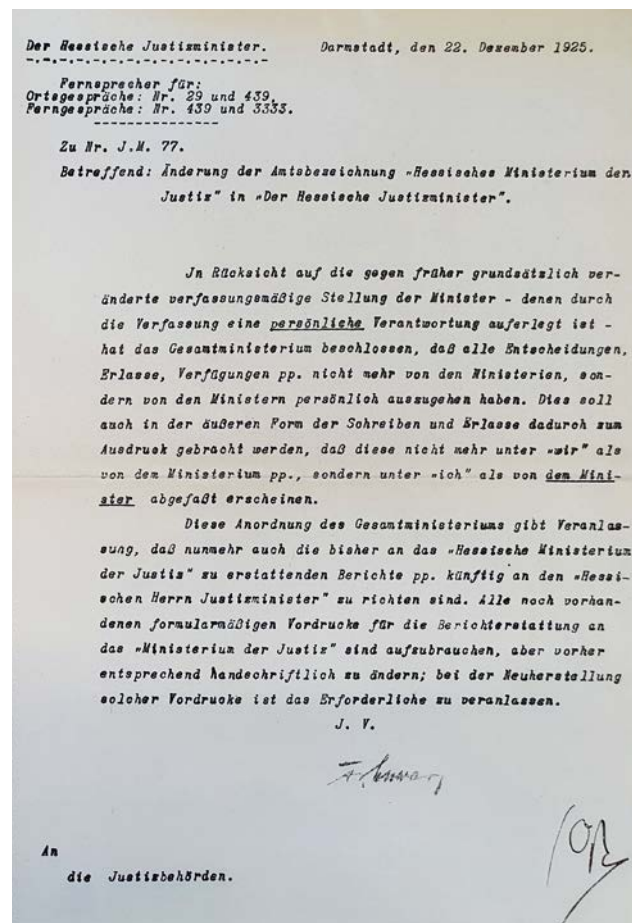 Der Hessische Justizminister. Darmstadt, den 22. Dezember 1925.
Fernsprecher für:
Ortsgespräche: Nr. 29 und 439,
Ferngespräche: Nr. 439 und 3333.
Zu Nr. J.M. 77.
Betreffend: Änderung der Amtsbezeichnung „Hessisches Ministerium der
Justiz" in „Der Hessische Justizminister".
Jn Rücksicht auf die gegen früher grundsätzlich ver-
änderte verfassungsmäßige Stellung der Minister - denen durch
die Verfassung eine persönliche Verantwortung auferlegt ist -
hat das Gesamtministerium beschlossen, daß alle Entscheidungen,
Erlasse, Verfügungen pp. nicht mehr von den Ministerien, son-
dern von den Ministern persönlich auszugehen haben. Dies soll
auch in der äußeren Form der Schreiben und Erlasse dadurch zum
Ausdruck gebracht werden, daß diese nicht mehr unter „wir" als
von dem Ministerium pp., sondern unter „ich" als von dem Mini-
ster abgefaßt erscheinen.
Diese Anordnung des Gesamtministeriums gibt Veranlas-
sung, daß nunmehr auch die bisher an das „Hessische Ministerium
der Justiz" zu erstattenden Berichte pp. künftig an den „Hessi-
schen Herrn Justizminister" zu richten sind. Alle noch vorhan-
denen formularmäßigen Vordrucke für die Berichterstattung an
das „Ministerium der Justiz" sind aufzubrauchen, aber vorher
entsprechend handschriftlich zu ändern; bei der Neuherstellung
solcher Vordrucke ist das Erforderliche zu veranlassen.
J. V.
An
die Justizbehörden.